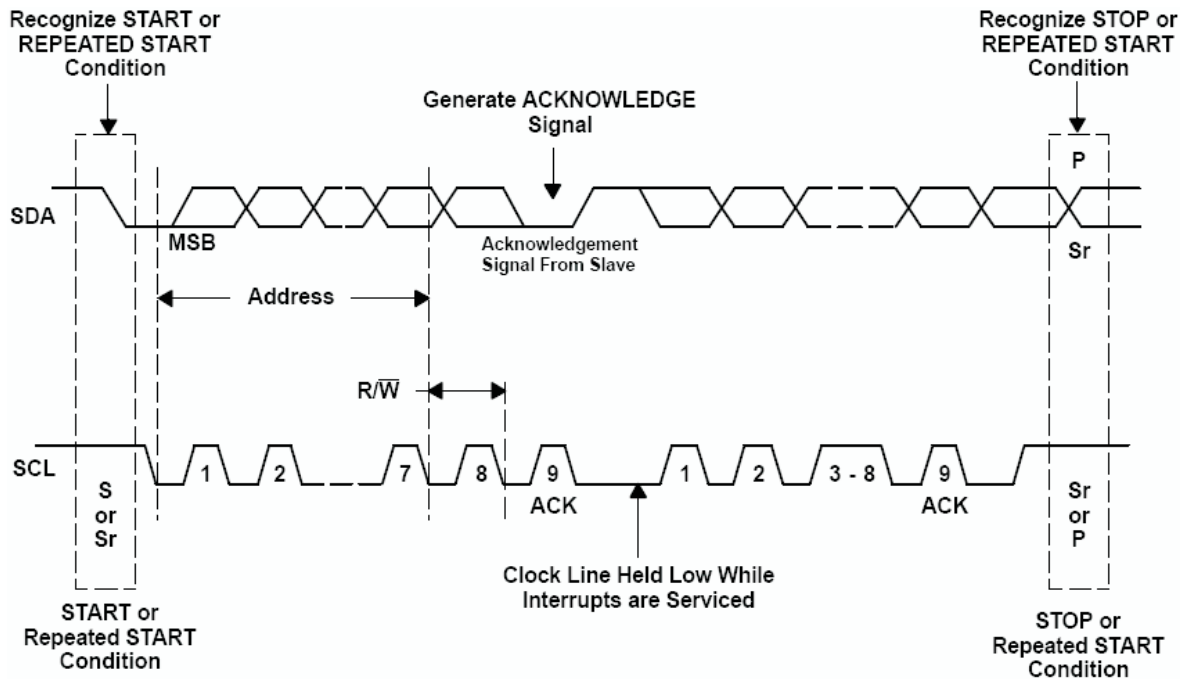 Recognize START or
REPEATED START
Condition
Recognize STOP or
REPEATED START
Condition
Generate ACKNOWLEDGE
Signal
P
SDA
MSB
Acknowledgement
Signal From Slave
Sr
Address
R/W̅
SCL
1
2
7
8
9
1
2
3 - 8
9
ACK
ACK
S
or
Sr
Sr
or
P
Clock Line Held Low While
Interrupts are Serviced
START or
Repeated START
Condition
STOP or
Repeated START
Condition